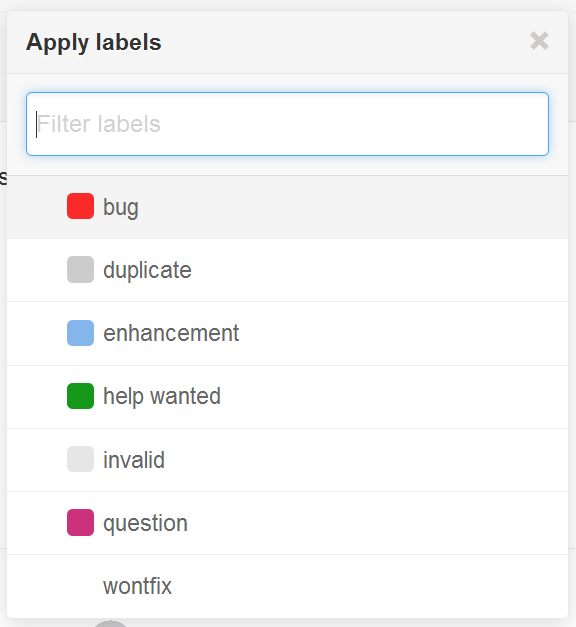 Apply labels
Filter labels
bug
duplicate
enhancement
help wanted
invalid
question
wontfix